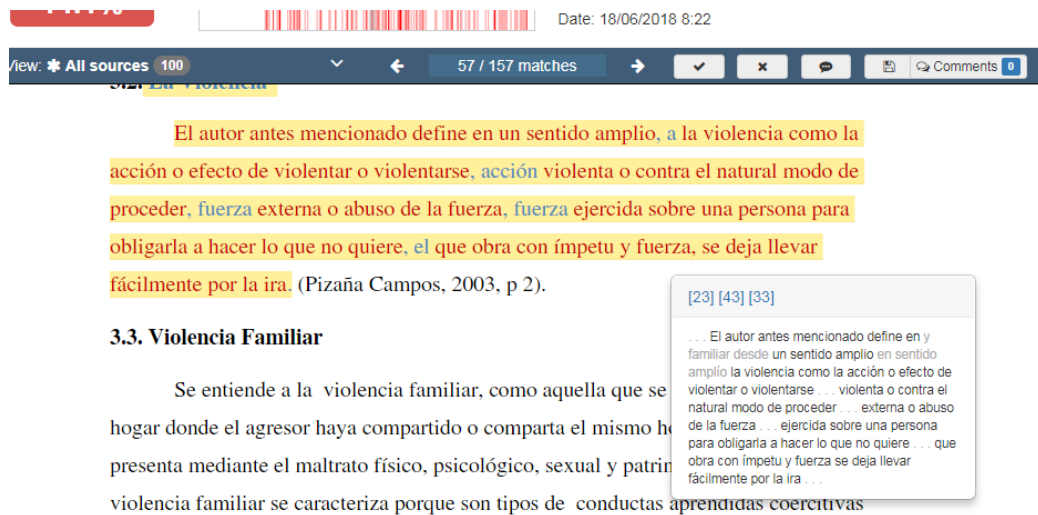 Date: 18/06/2018 8:22
View: ✱ All sources 100
57 / 157 matches
Comments 0
3.2. La Violencia
El autor antes mencionado define en un sentido amplio, a la violencia como la
acción o efecto de violentar o violentarse, acción violenta o contra el natural modo de
proceder, fuerza externa o abuso de la fuerza, fuerza ejercida sobre una persona para
obligarla a hacer lo que no quiere, el que obra con ímpetu y fuerza, se deja llevar
fácilmente por la ira. (Pizaña Campos, 2003, p 2).
3.3. Violencia Familiar
Se entiende a la violencia familiar, como aquella que se
hogar donde el agresor haya compartido o comparta el mismo
presenta mediante el maltrato físico, psicológico, sexual y
violencia familiar se caracteriza porque son tipos de conductas aprendidas coercitivas
[23] [43] [33]
. . . El autor antes mencionado define en y
familiar desde un sentido amplio en sentido
amplío la violencia como la acción o efecto de
violentar o violentarse . . . violenta o contra el
natural modo de proceder . . . externa o abuso
de la fuerza . . . ejercida sobre una persona
para obligarla a hacer lo que no quiere . . . que
obra con ímpetu y fuerza se deja llevar
fácilmente por la ira . . .